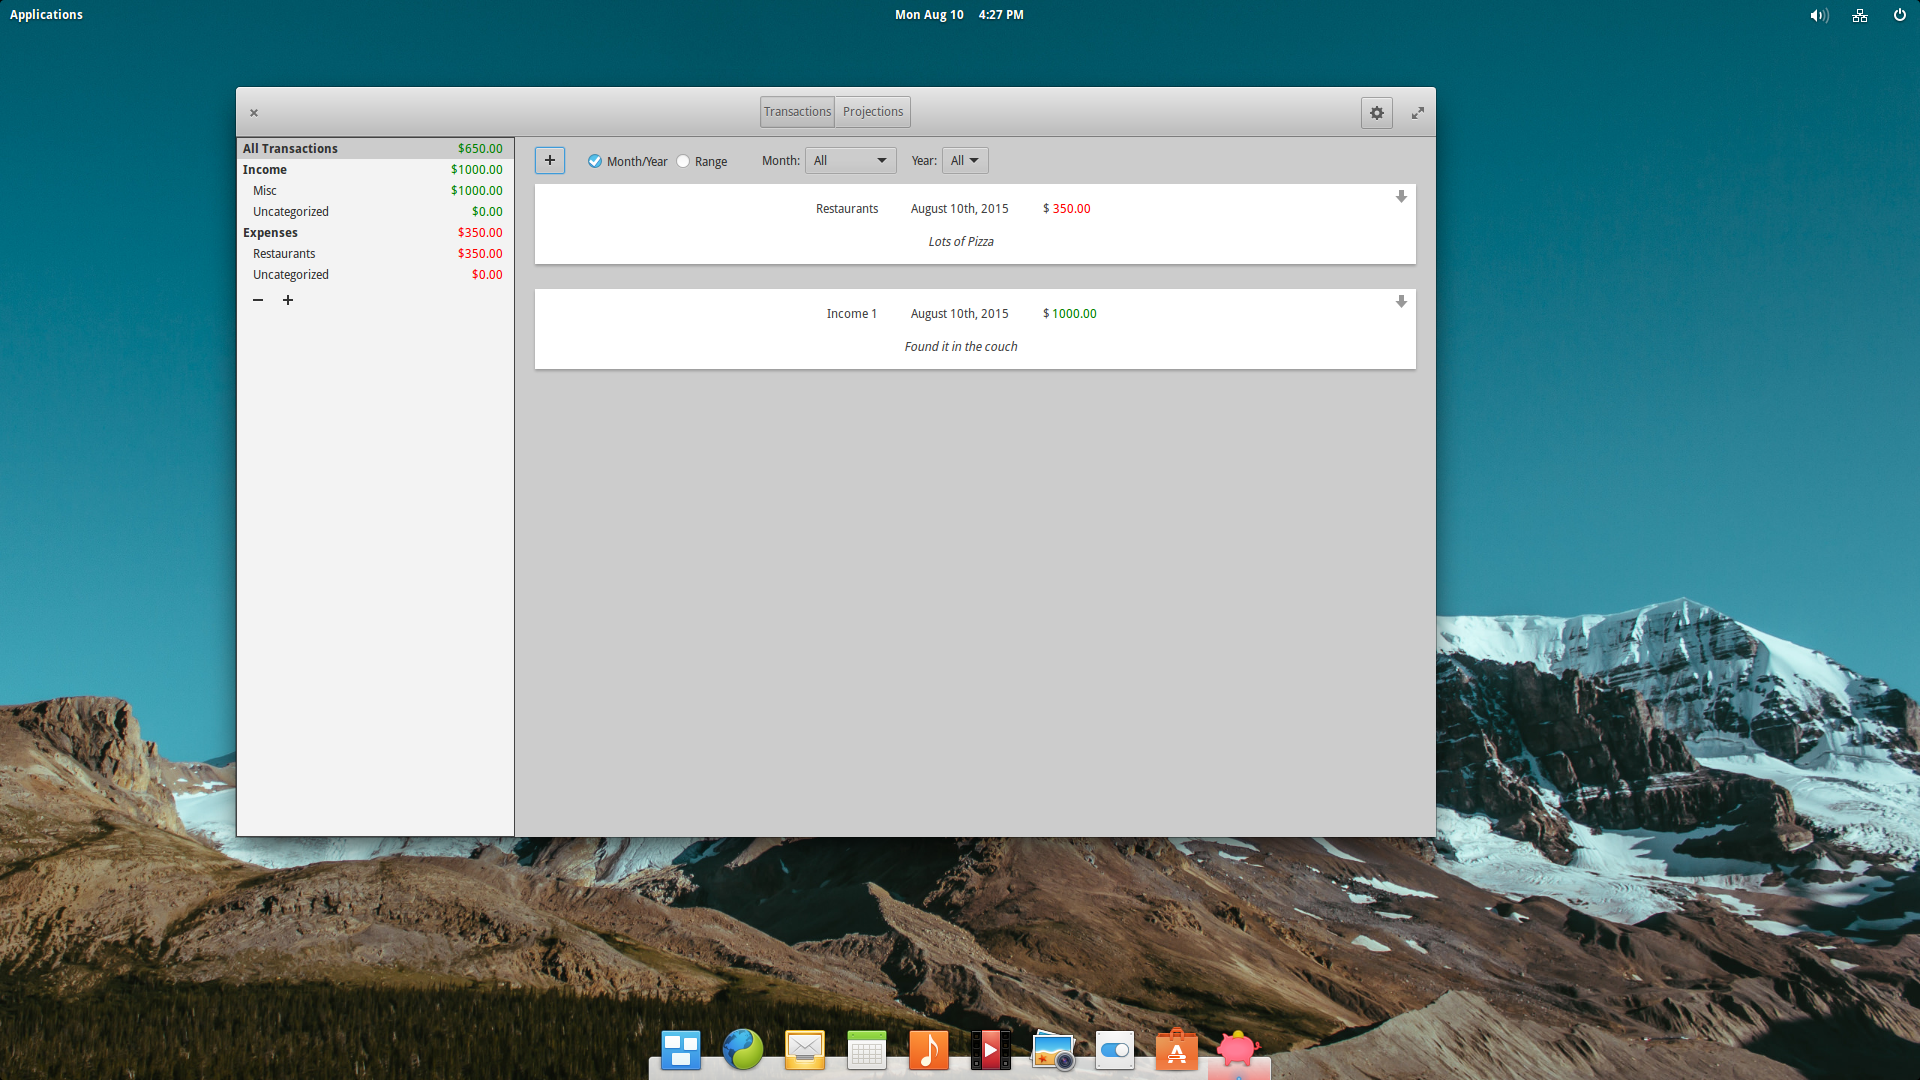 Applications
Mon Aug 10 4:27 PM
Transactions Projections
All Transactions $650.00
Income $1000.00
Misc $1000.00
Uncategorized $0.00
Expenses $350.00
Restaurants $350.00
Uncategorized $0.00
Month/Year Range Month: All Year: All
Restaurants August 10th, 2015 $ 350.00
Lots of Pizza
Income 1 August 10th, 2015 $ 1000.00
Found it in the couch